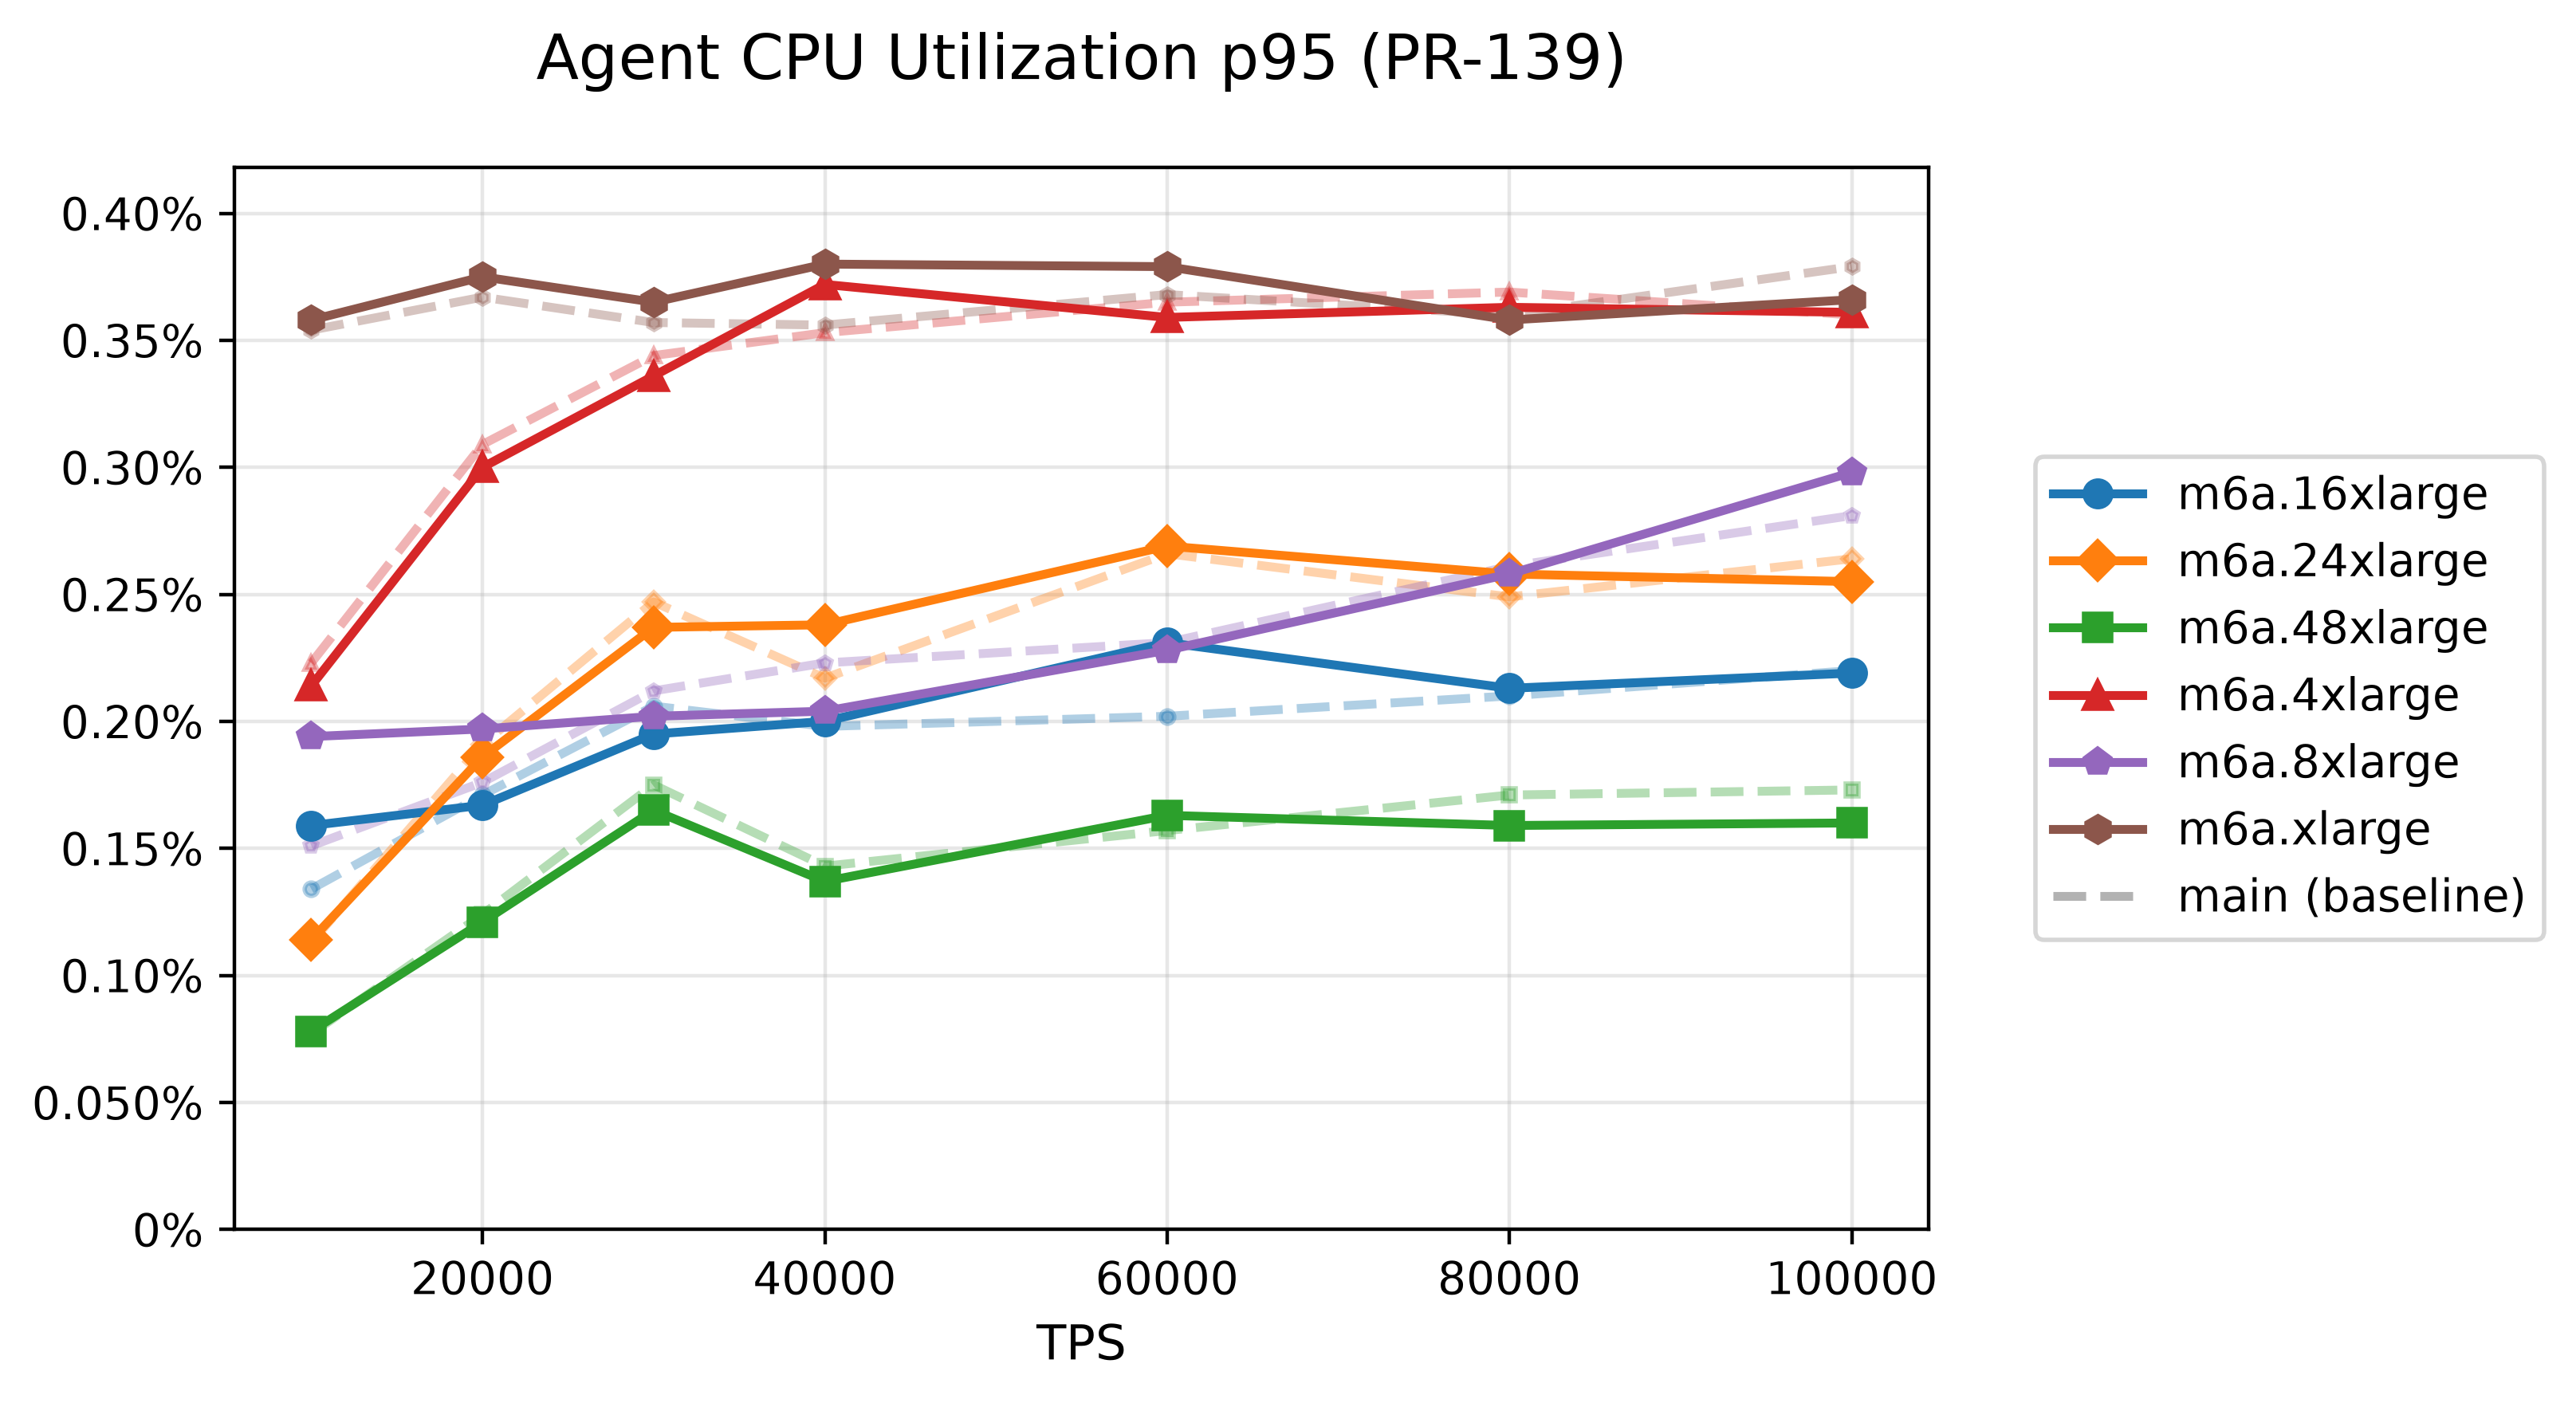 Agent CPU Utilization p95 (PR-139)
0.40%
0.35%
0.30%
0.25%
0.20%
0.15%
0.10%
0.050%
0%
20000
40000
60000
80000
100000
TPS
m6a.16xlarge
m6a.24xlarge
m6a.48xlarge
m6a.4xlarge
m6a.8xlarge
m6a.xlarge
main (baseline)